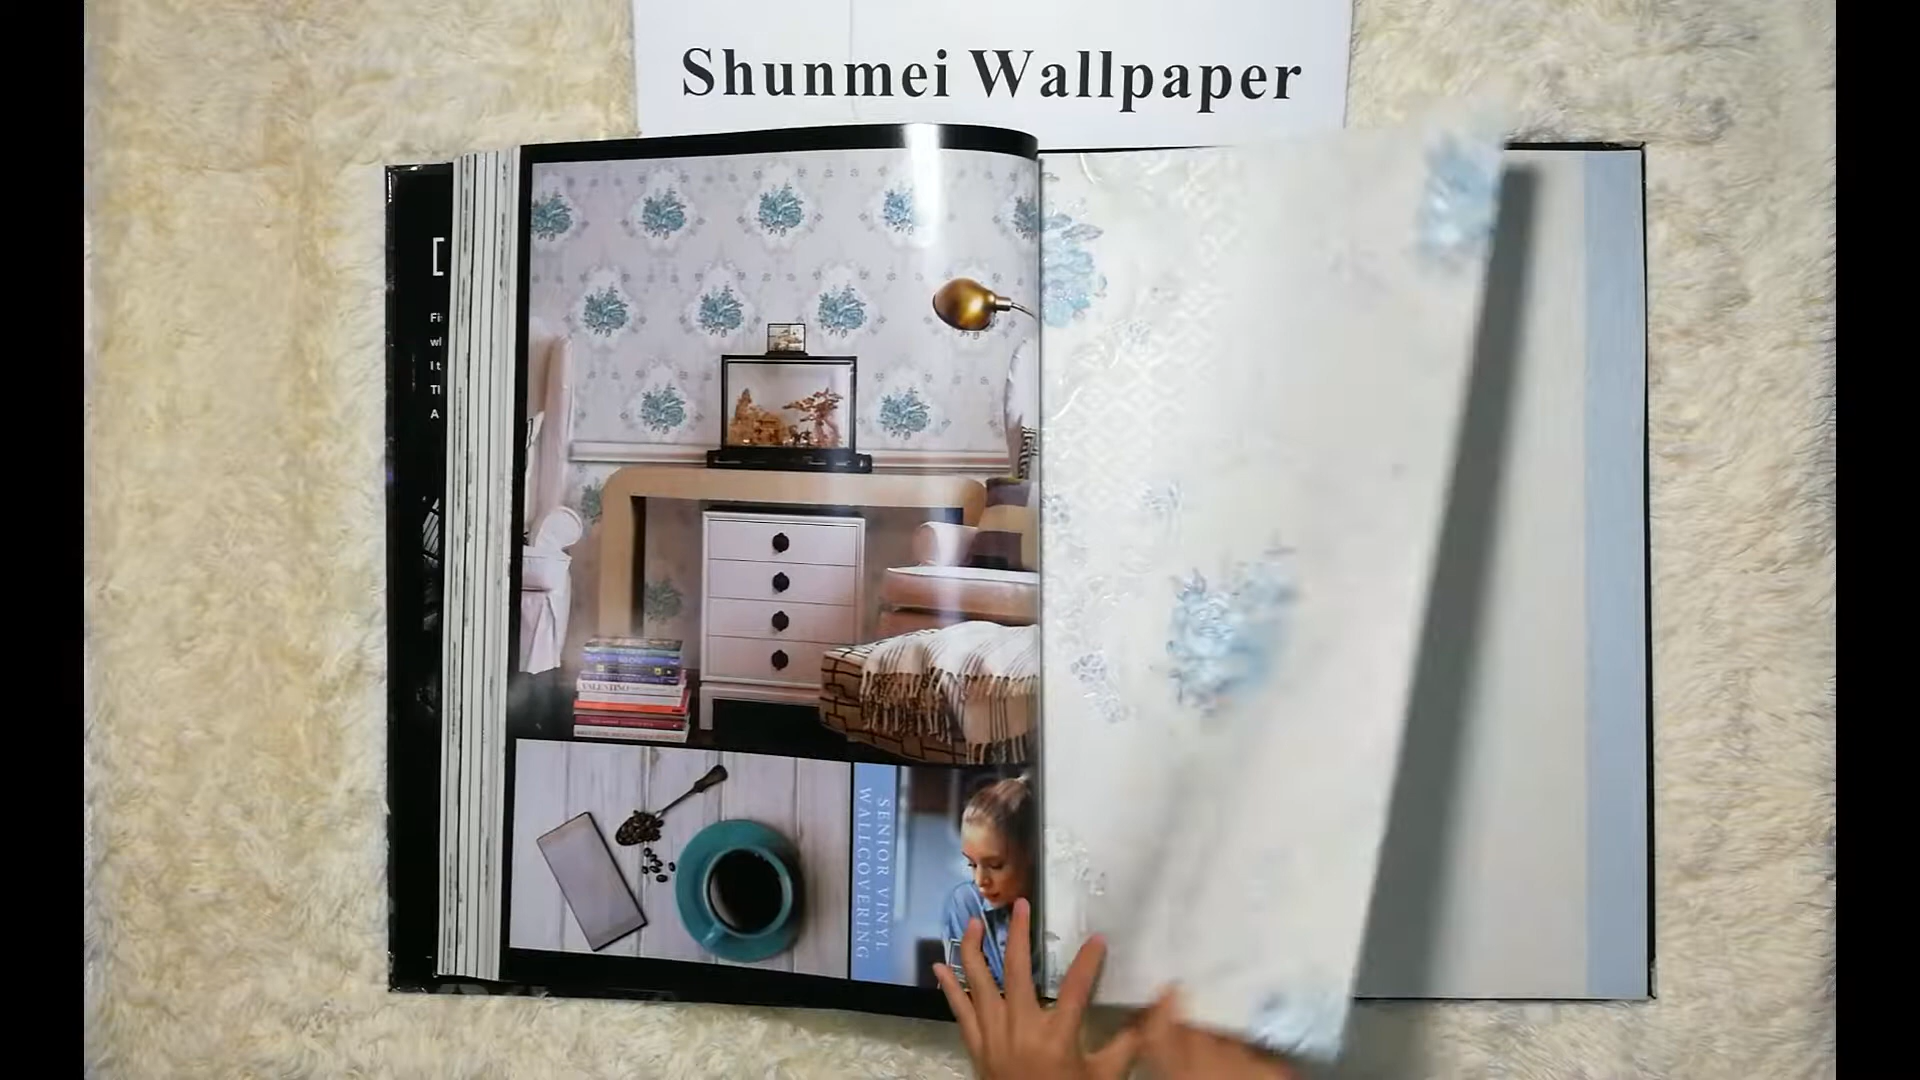 Shunmei Wallpaper
VALENTINO
SENIOR VINYL
WALLCOVERING